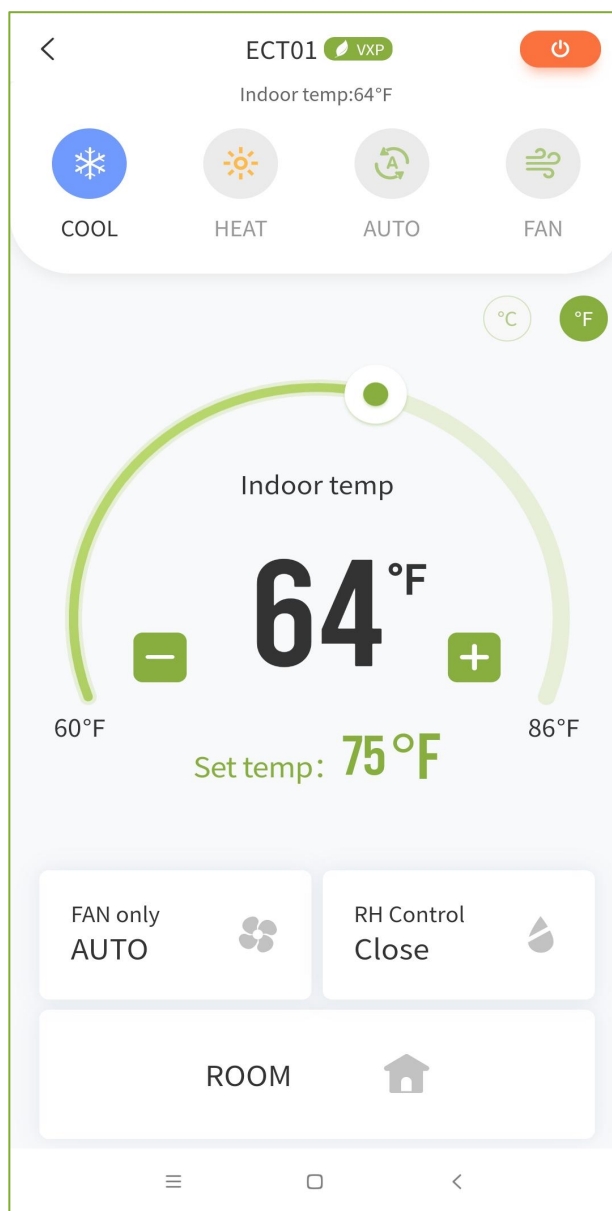 ECT01 VXP
Indoor temp:64°F
COOL HEAT AUTO FAN
°C °F
Indoor temp
64°F
60°F 86°F
Set temp: 75°F
FAN only
AUTO
RH Control
Close
ROOM